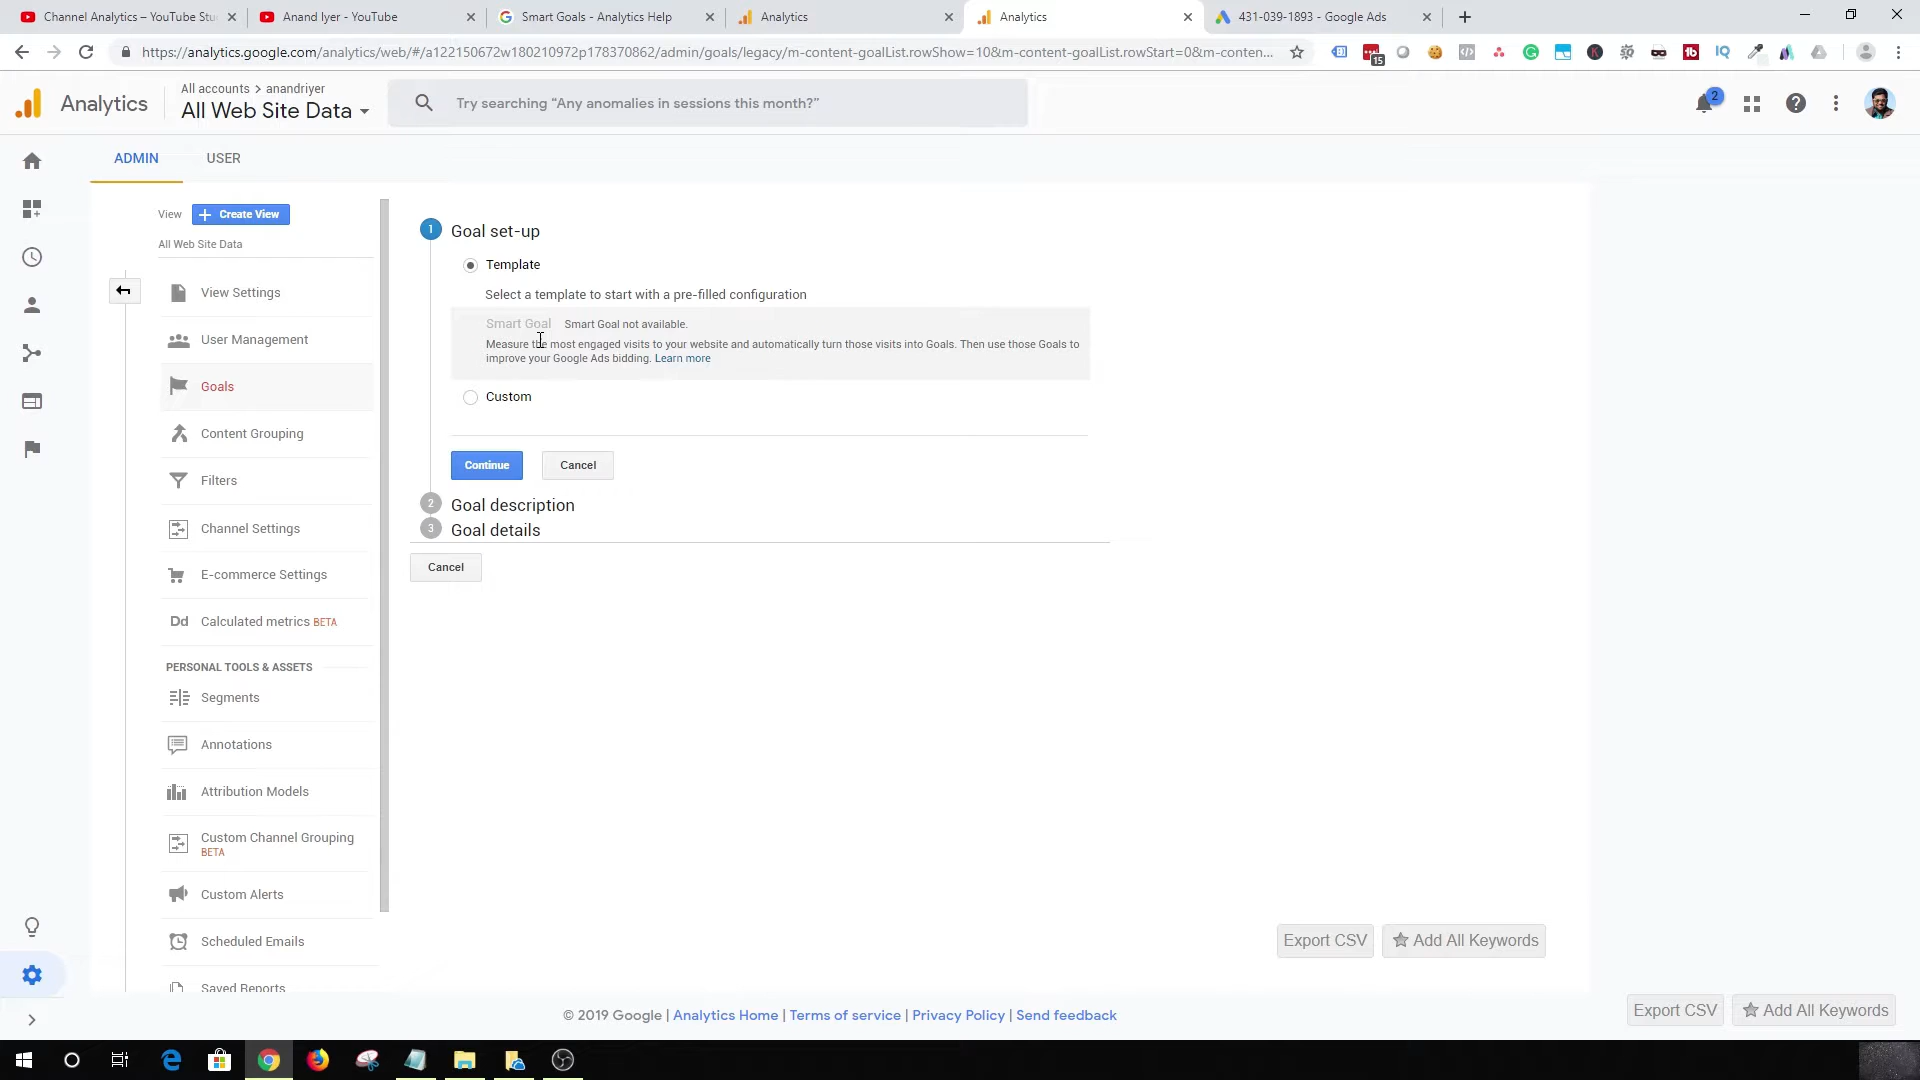 Channel Analytics – YouTube Stu
Anand Iyer - YouTube
Smart Goals - Analytics Help
Analytics
Analytics
431-039-1893 - Google Ads
https://analytics.google.com/analytics/web/#/a122150672w180210972p178370862/admin/goals/legacy/m-content-goalList.rowShow=10&m-content-goalList.rowStart=0&m-conten...
15
Analytics
All accounts > anandriyer
All Web Site Data
Try searching “Any anomalies in sessions this month?”
2
ADMIN
USER
View
Create View
All Web Site Data
View Settings
User Management
Goals
Content Grouping
Filters
Channel Settings
E-commerce Settings
Dd Calculated metrics BETA
PERSONAL TOOLS & ASSETS
Segments
Annotations
Attribution Models
Custom Channel Grouping
BETA
Custom Alerts
Scheduled Emails
Saved Reports
1 Goal set-up
Template
Select a template to start with a pre-filled configuration
Smart Goal Smart Goal not available.
Measure the most engaged visits to your website and automatically turn those visits into Goals. Then use those Goals to
improve your Google Ads bidding. Learn more
Custom
Continue
Cancel
2 Goal description
3 Goal details
Cancel
Export CSV
Add All Keywords
© 2019 Google | Analytics Home | Terms of service | Privacy Policy | Send feedback
Export CSV
Add All Keywords